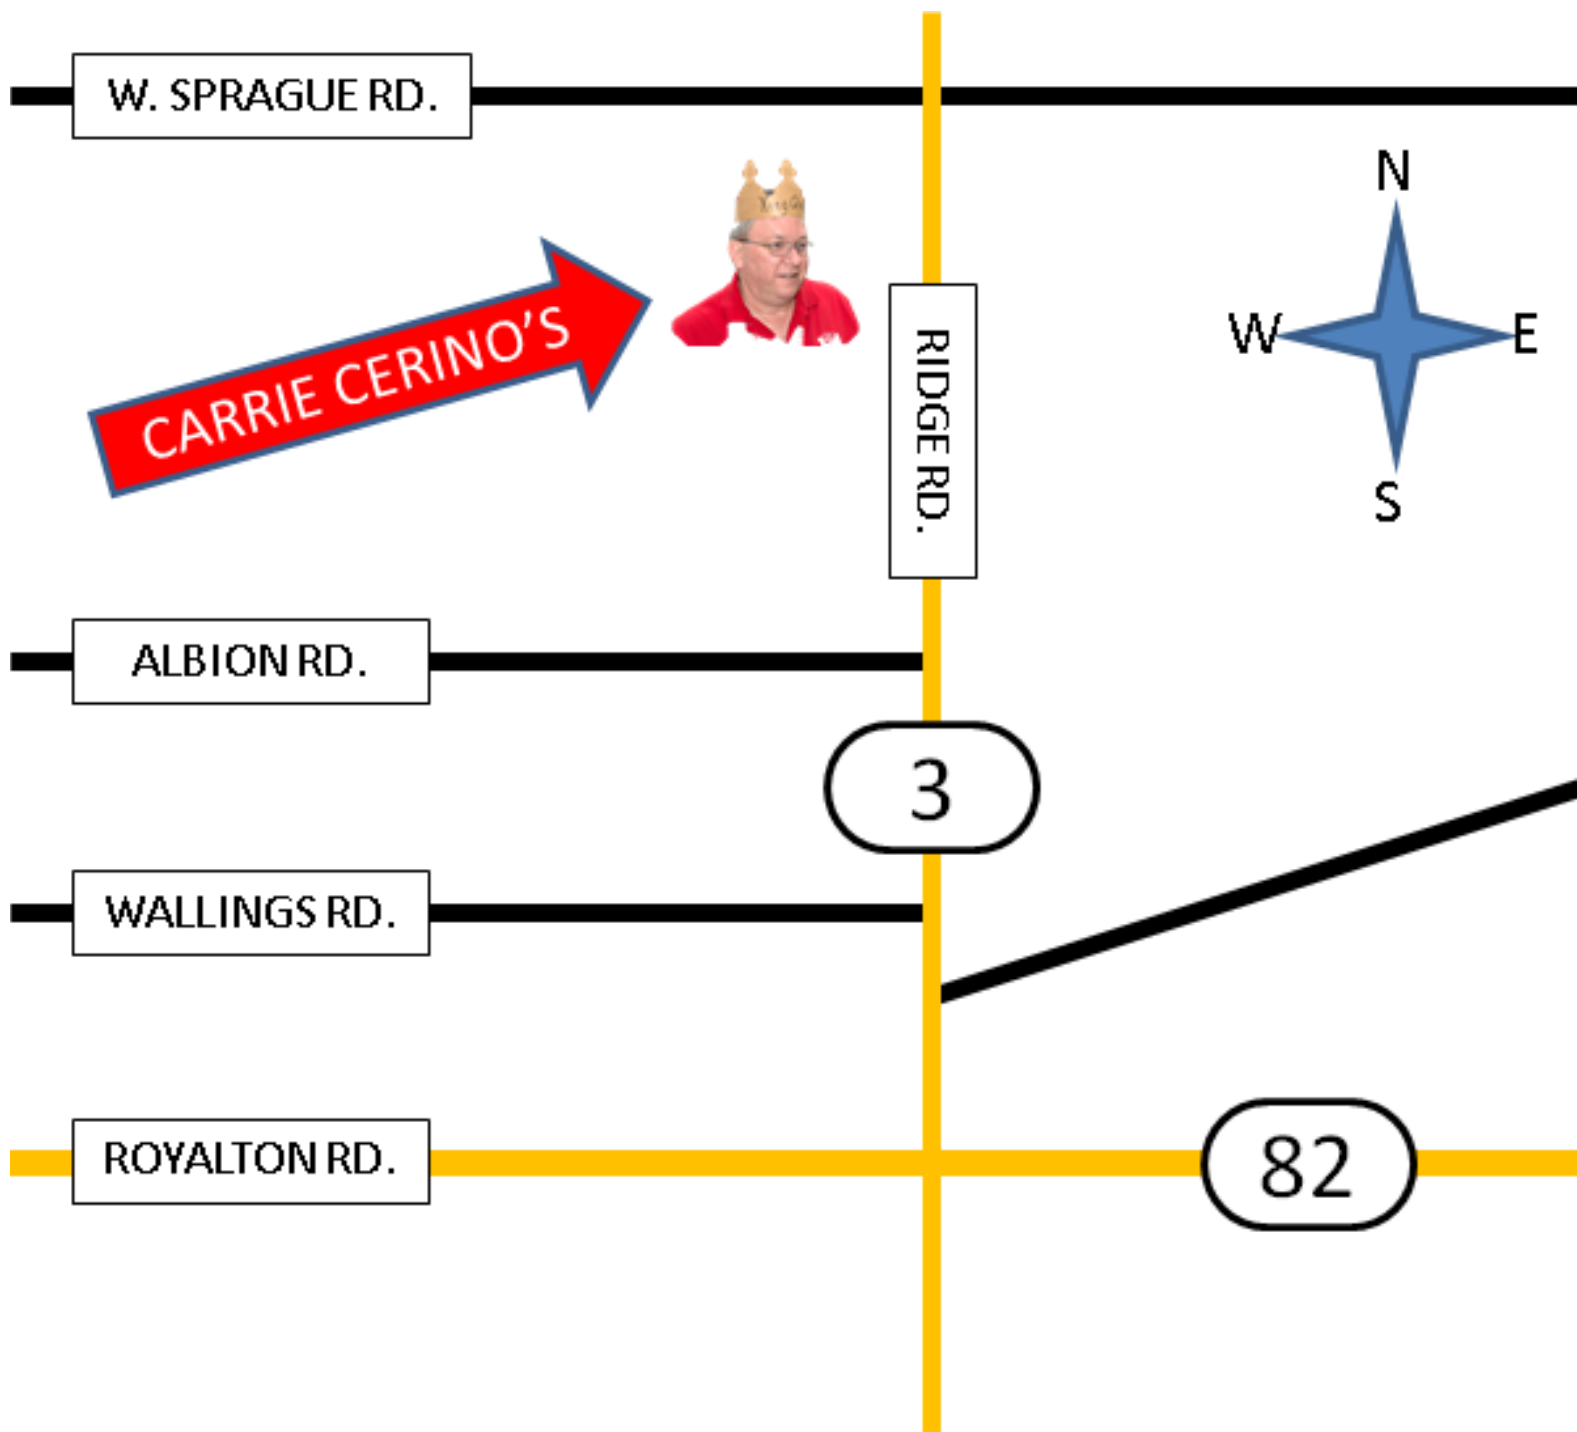 W. SPRAGUE RD.
N
W
E
S
CARRIE CERINO'S
RIDGE RD.
ALBION RD.
3
WALLINGS RD.
ROYALTON RD.
82